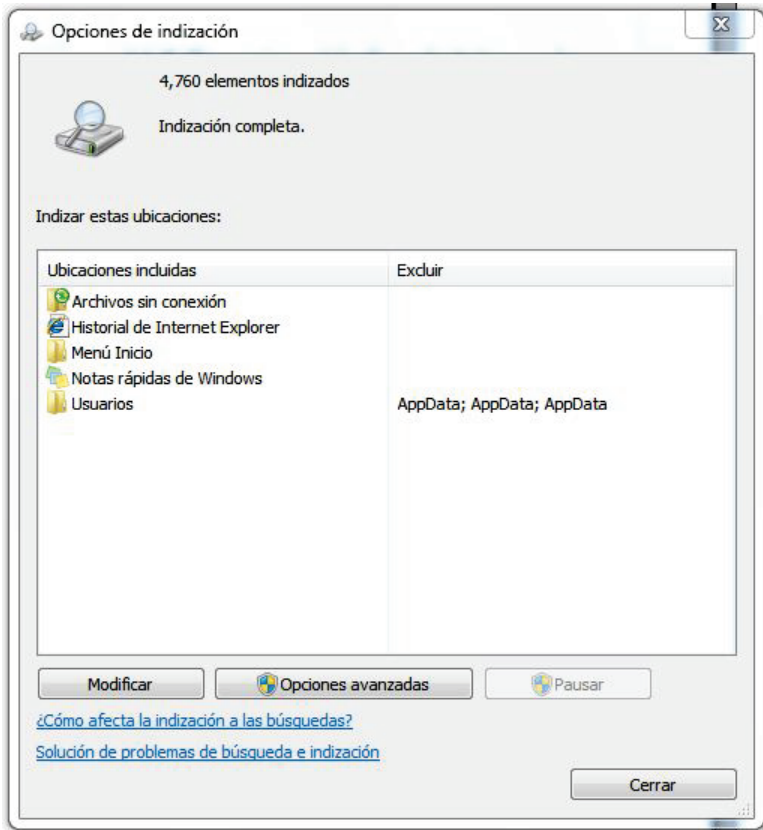 Opciones de indización
4,760 elementos indizados
Indización completa.
Indizar estas ubicaciones:
Ubicaciones incluidas Excluir
Archivos sin conexión
Historial de Internet Explorer
Menú Inicio
Notas rápidas de Windows
Usuarios AppData; AppData; AppData
Modificar Opciones avanzadas Pausar
¿Cómo afecta la indización a las búsquedas?
Solución de problemas de búsqueda e indización
Cerrar